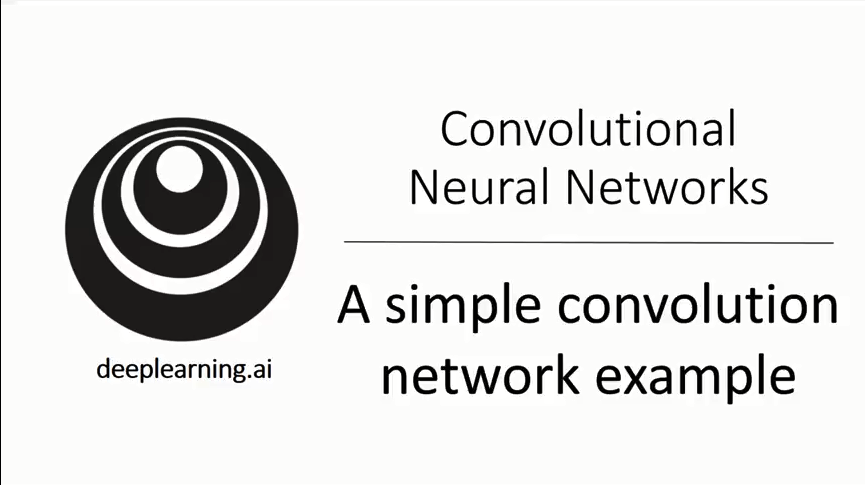 Convolutional
Neural Networks
A simple convolution
network example
deeplearning.ai